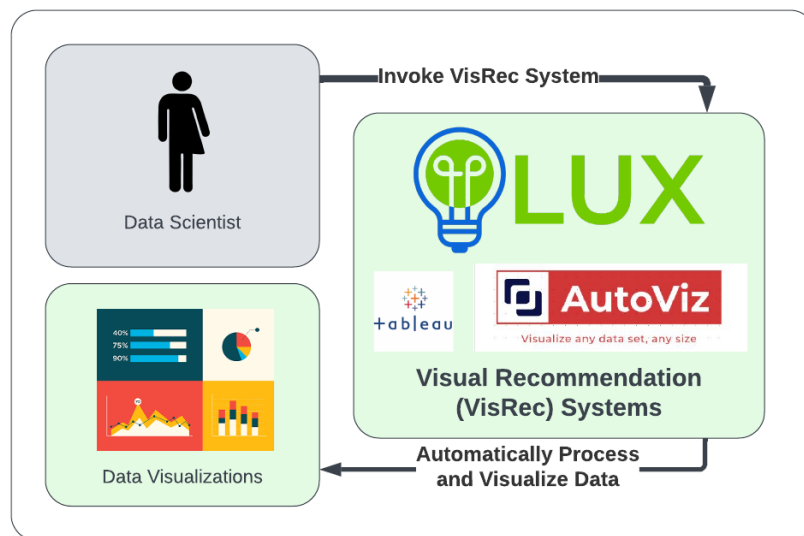 Invoke VisRec System
Data Scientist
LUX
+ a b l e a u
AutoViz
Visualize any data set, any size
Visual Recommendation
(VisRec) Systems
Automatically Process
and Visualize Data
40%
75%
90%
Data Visualizations